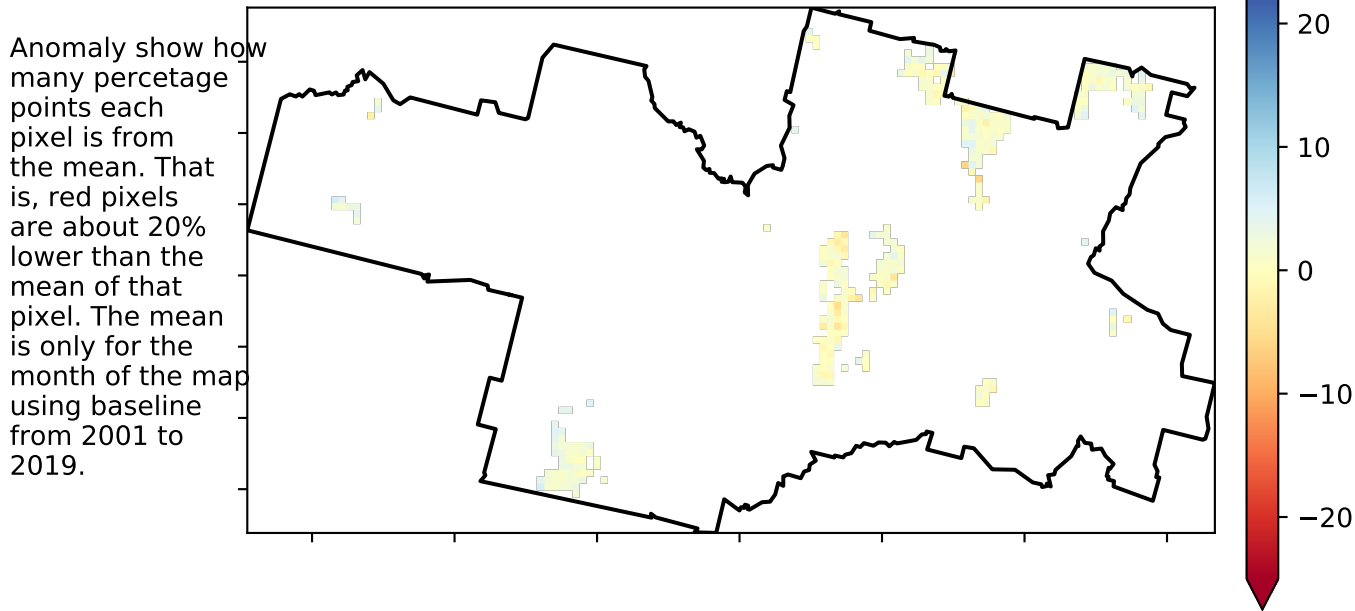 Anomaly show how
many percetage
points each
pixel is from
the mean. That
is, red pixels
are about 20%
lower than the
mean of that
pixel. The mean
is only for the
month of the map
using baseline
from 2001 to
2019.
20
10
0
−10
−20